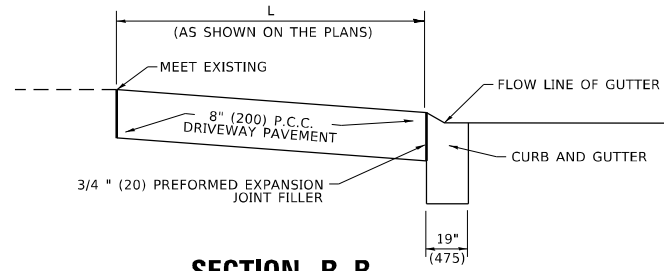 L
(AS SHOWN ON THE PLANS)
MEET EXISTING
FLOW LINE OF GUTTER
8" (200) P.C.C.
DRIVEWAY PAVEMENT
CURB AND GUTTER
3/4 " (20) PREFORMED EXPANSION
JOINT FILLER
19"
(475)
SECTION B-B